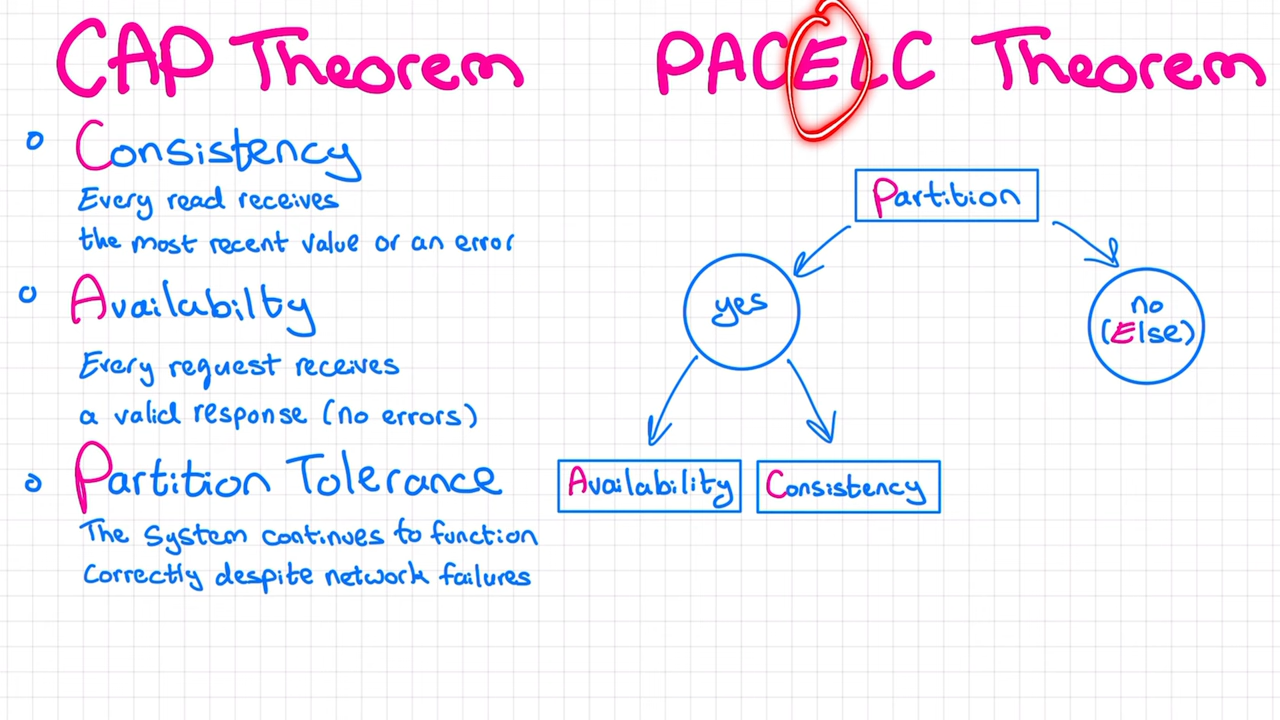 CAP Theorem
Consistency
Every read receives
the most recent value or an error
Availabilty
Every request receives
a valid response (no errors)
Partition Tolerance
The system continues to function
Correctly despite network failures
PACELC Theorem
Partition
yes
no
(Else)
Availability
Consistency